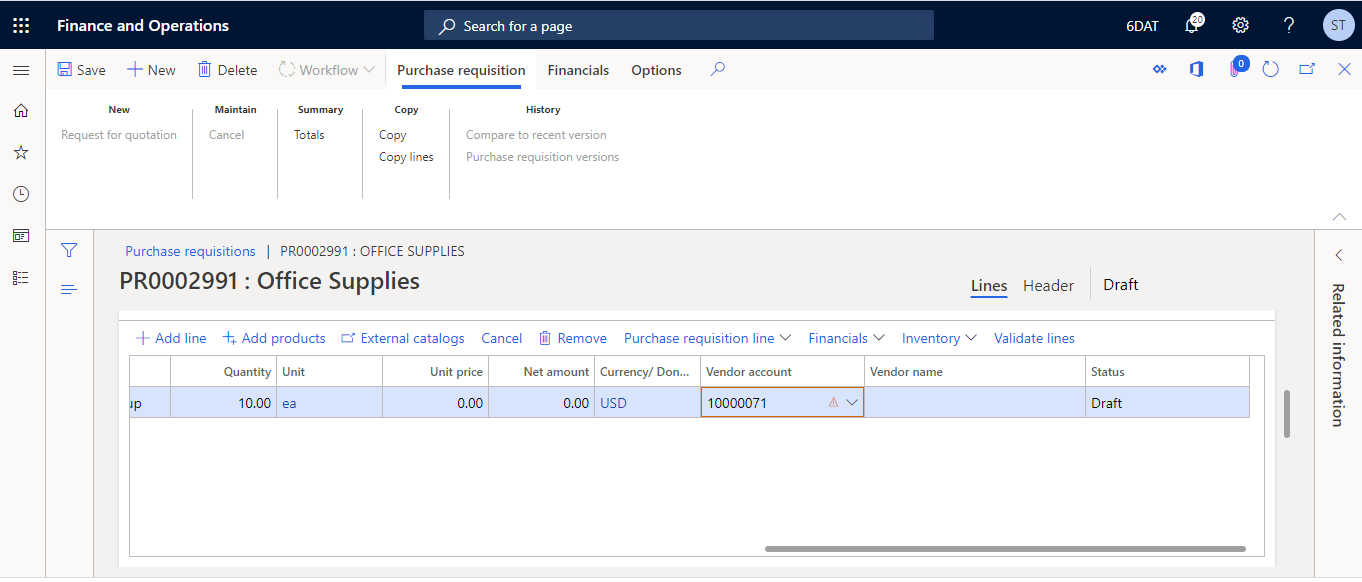 Finance and Operations
Search for a page
6DAT
20
ST
Save
New
Delete
Workflow
Purchase requisition
Financials
Options
0
New
Maintain
Summary
Copy
History
Request for quotation
Cancel
Totals
Copy
Compare to recent version
Copy lines
Purchase requisition versions
Purchase requisitions | PR0002991 : OFFICE SUPPLIES
PR0002991 : Office Supplies
Lines
Header
Draft
Related information
Add line
Add products
External catalogs
Cancel
Remove
Purchase requisition line
Financials
Inventory
Validate lines
Quantity
Unit
Unit price
Net amount
Currency/ Don...
Vendor account
Vendor name
Status
up
10.00
ea
0.00
0.00
USD
10000071
Draft